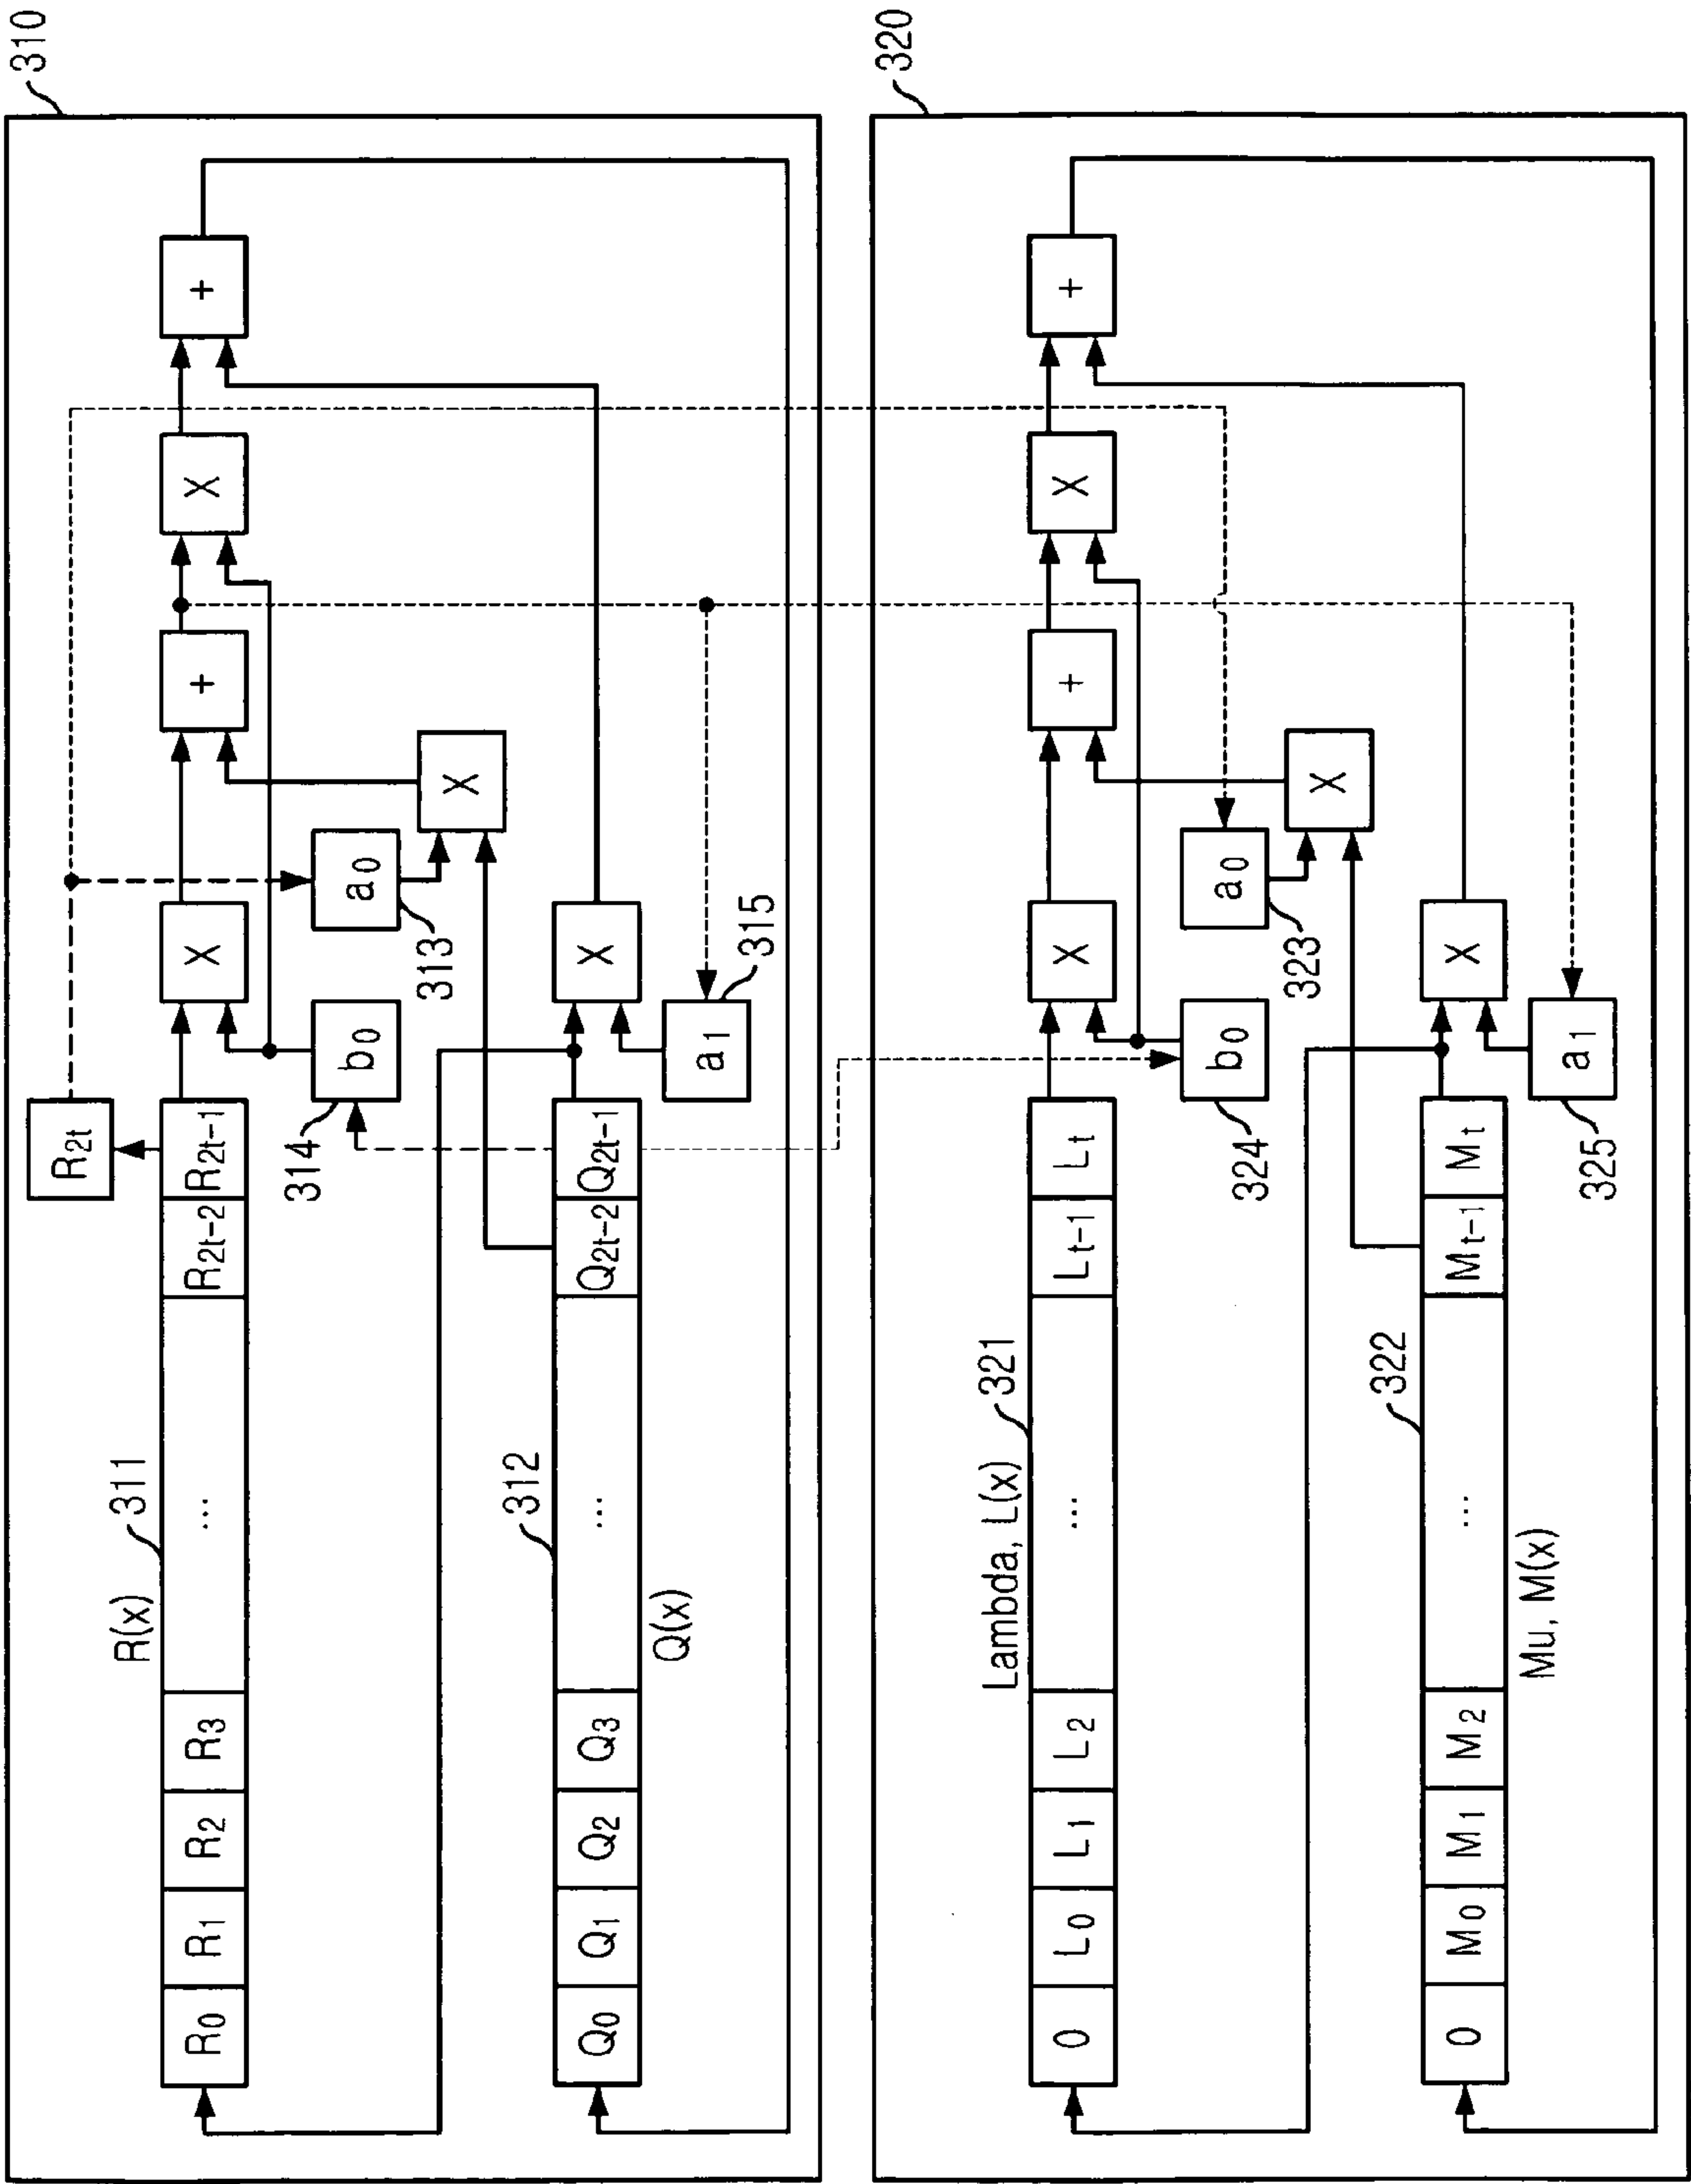 310
R2t
R(x)
311
R0 R1 R2 R3 ... R2t-2 R2t-1
X + X +
314
b0
a0
313
X
312
Q0 Q1 Q2 Q3 ... Q2t-2 Q2t-1
X
Q(x)
a1
315
320
Lambda, L(x)
321
0 L0 L1 L2 ... Lt-1 Lt
X + X +
324
b0
a0
323
X
322
0 M0 M1 M2 ... Mt-1 Mt
X
Mu, M(x)
325
a1